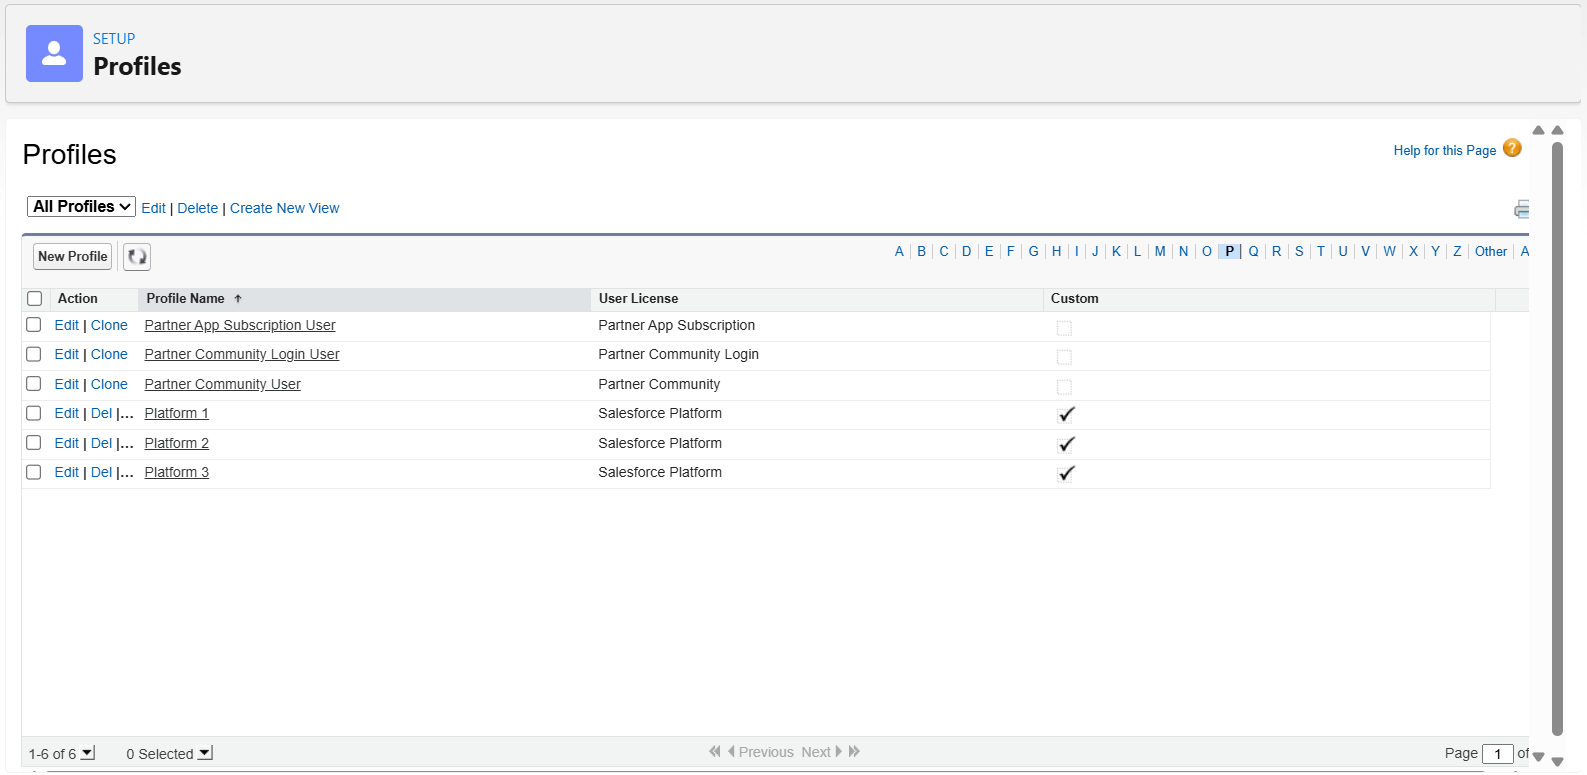 SETUP
Profiles
Profiles
Help for this Page ?
All Profiles Edit | Delete | Create New View
New Profile
A | B | C | D | E | F | G | H | I | J | K | L | M | N | O | P | Q | R | S | T | U | V | W | X | Y | Z | Other | A
Action Profile Name ↑ User License Custom
Edit | Clone Partner App Subscription User Partner App Subscription
Edit | Clone Partner Community Login User Partner Community Login
Edit | Clone Partner Community User Partner Community
Edit | Del |... Platform 1 Salesforce Platform
Edit | Del |... Platform 2 Salesforce Platform
Edit | Del |... Platform 3 Salesforce Platform
1-6 of 6 0 Selected Previous Next Page 1 of